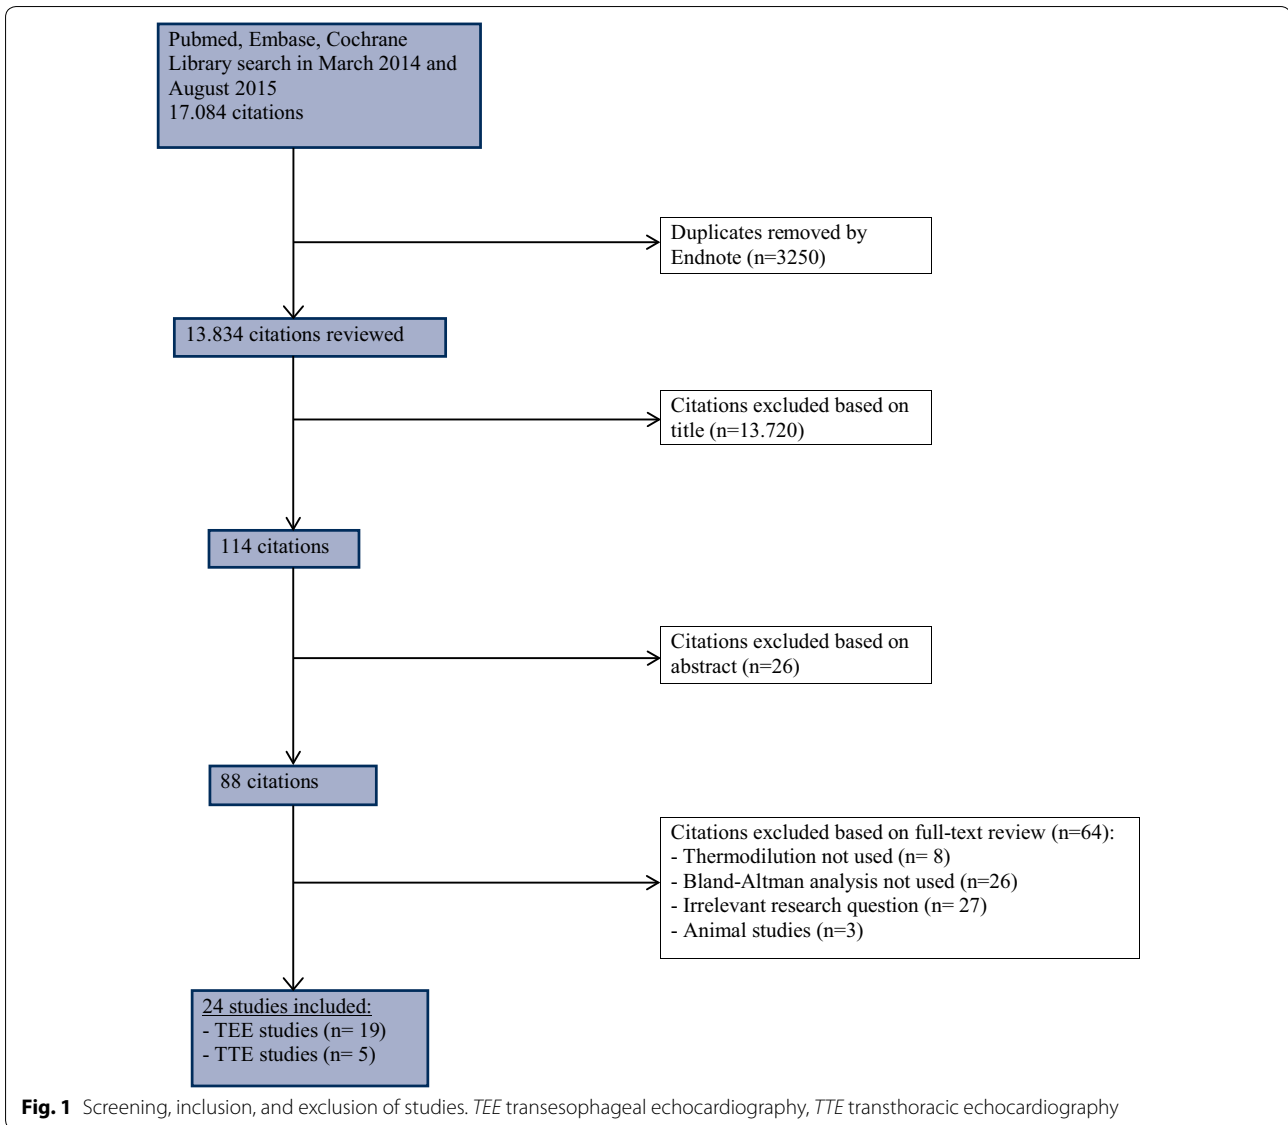 Pubmed, Embase, Cochrane
Library search in March 2014 and
August 2015
17.084 citations
Duplicates removed by
Endnote (n=3250)
13.834 citations reviewed
Citations excluded based on
title (n=13.720)
114 citations
Citations excluded based on
abstract (n=26)
88 citations
Citations excluded based on full-text review (n=64):
- Thermodilution not used (n= 8)
- Bland-Altman analysis not used (n=26)
- Irrelevant research question (n= 27)
- Animal studies (n=3)
24 studies included:
- TEE studies (n= 19)
- TTE studies (n= 5)
Fig. 1 Screening, inclusion, and exclusion of studies. TEE transesophageal echocardiography, TTE transthoracic echocardiography